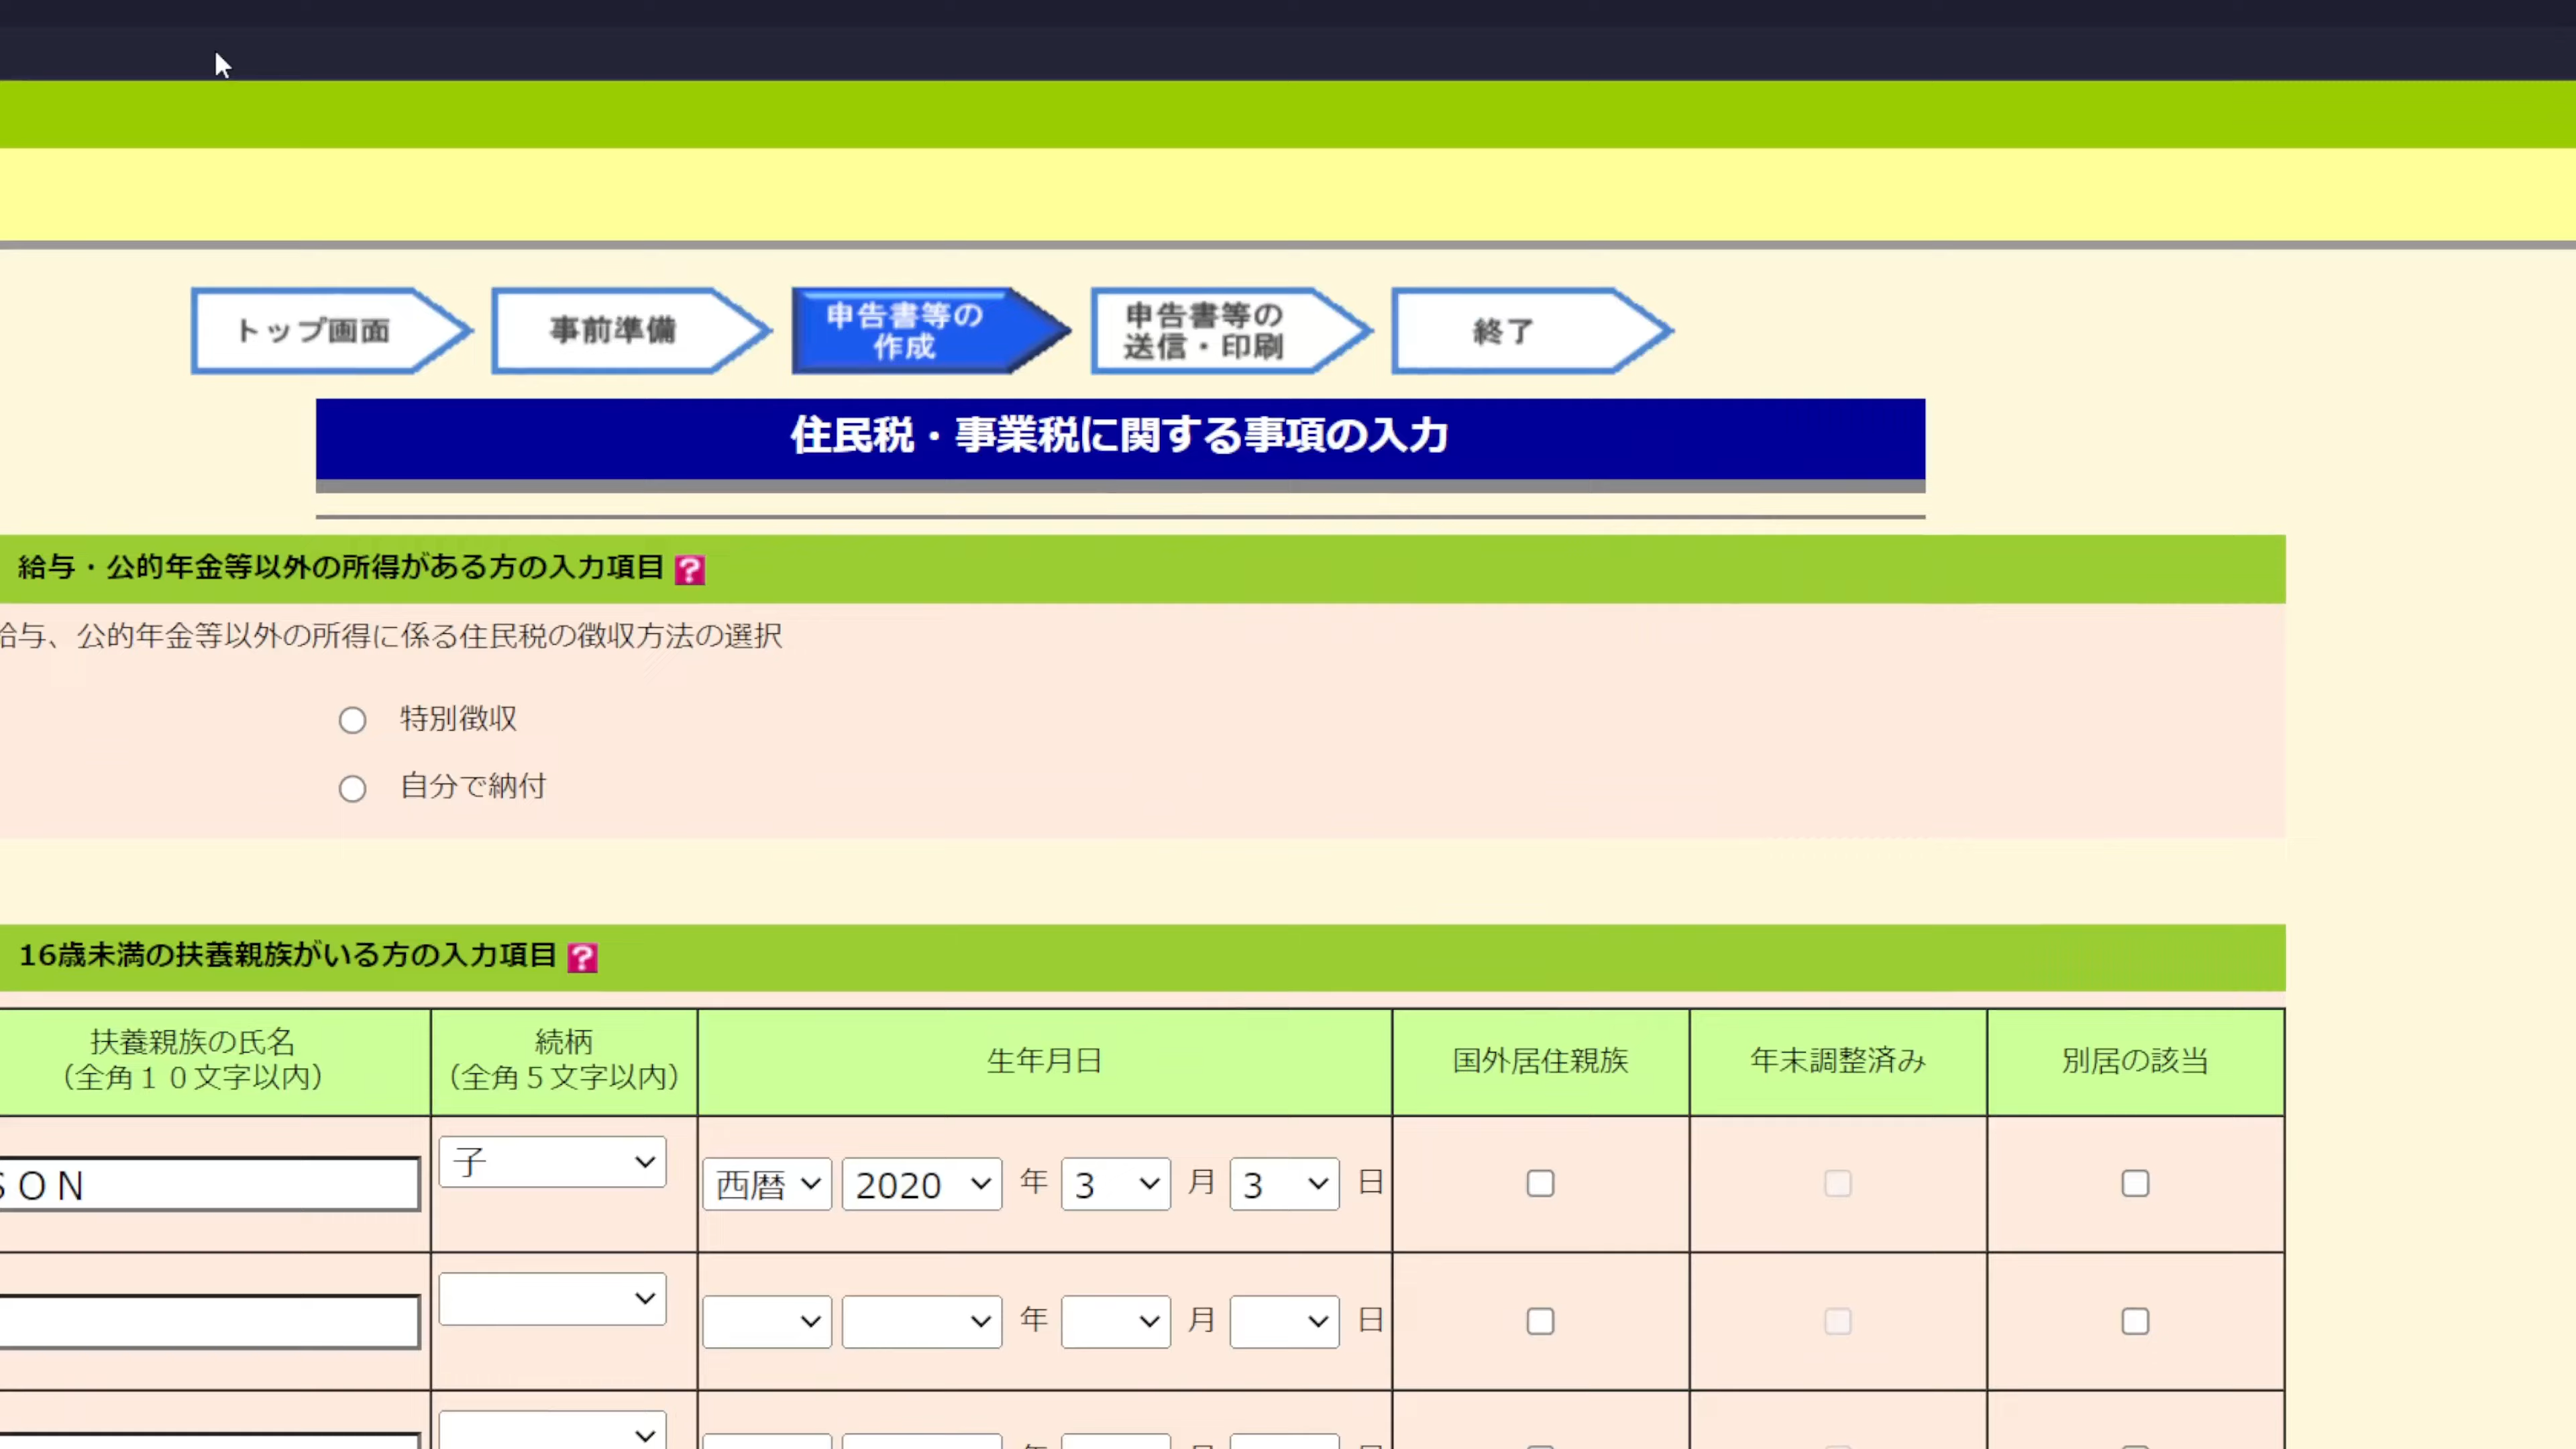 トップ画面
事前準備
申告書等の
作成
申告書等の
送信・印刷
終了
住民税・事業税に関する事項の入力
給与・公的年金等以外の所得がある方の入力項目 ?
給与、公的年金等以外の所得に係る住民税の徴収方法の選択
特別徴収
自分で納付
16歳未満の扶養親族がいる方の入力項目 ?
扶養親族の氏名
（全角１０文字以内）
続柄
（全角５文字以内）
生年月日
国外居住親族
年末調整済み
別居の該当
ＳＯＮ
子
西暦 2020 年 3 月 3 日
年 月 日